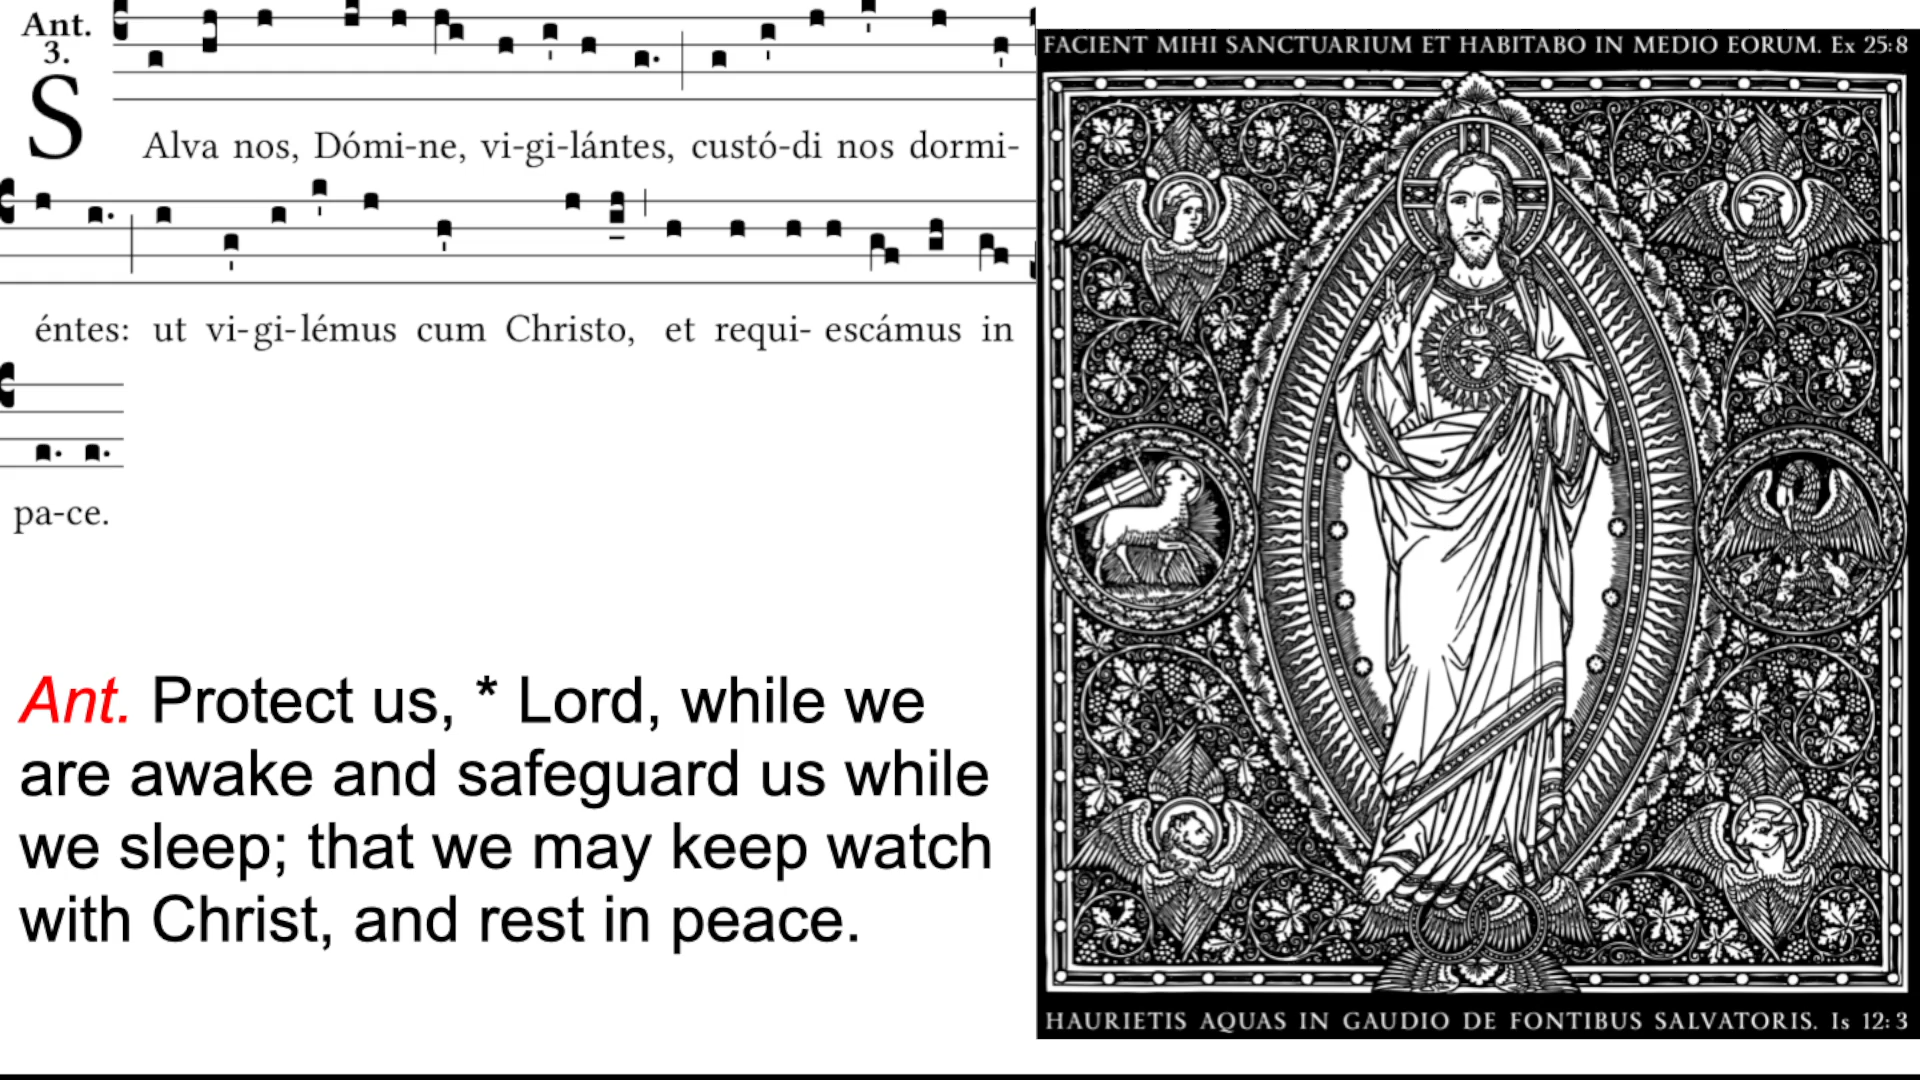 Ant.
3.
SAlva nos, Dómi-ne, vi-gi-lántes, custó-di nos dormi-
éntes: ut vi-gi-lémus cum Christo, et requi- escámus in
pa-ce.
Ant. Protect us, * Lord, while we
are awake and safeguard us while
we sleep; that we may keep watch
with Christ, and rest in peace.
FACIENT MIHI SANCTUARIUM ET HABITABO IN MEDIO EORUM. Ex 25:8
HAURIETIS AQUAS IN GAUDIO DE FONTIBUS SALVATORIS. Is 12:3